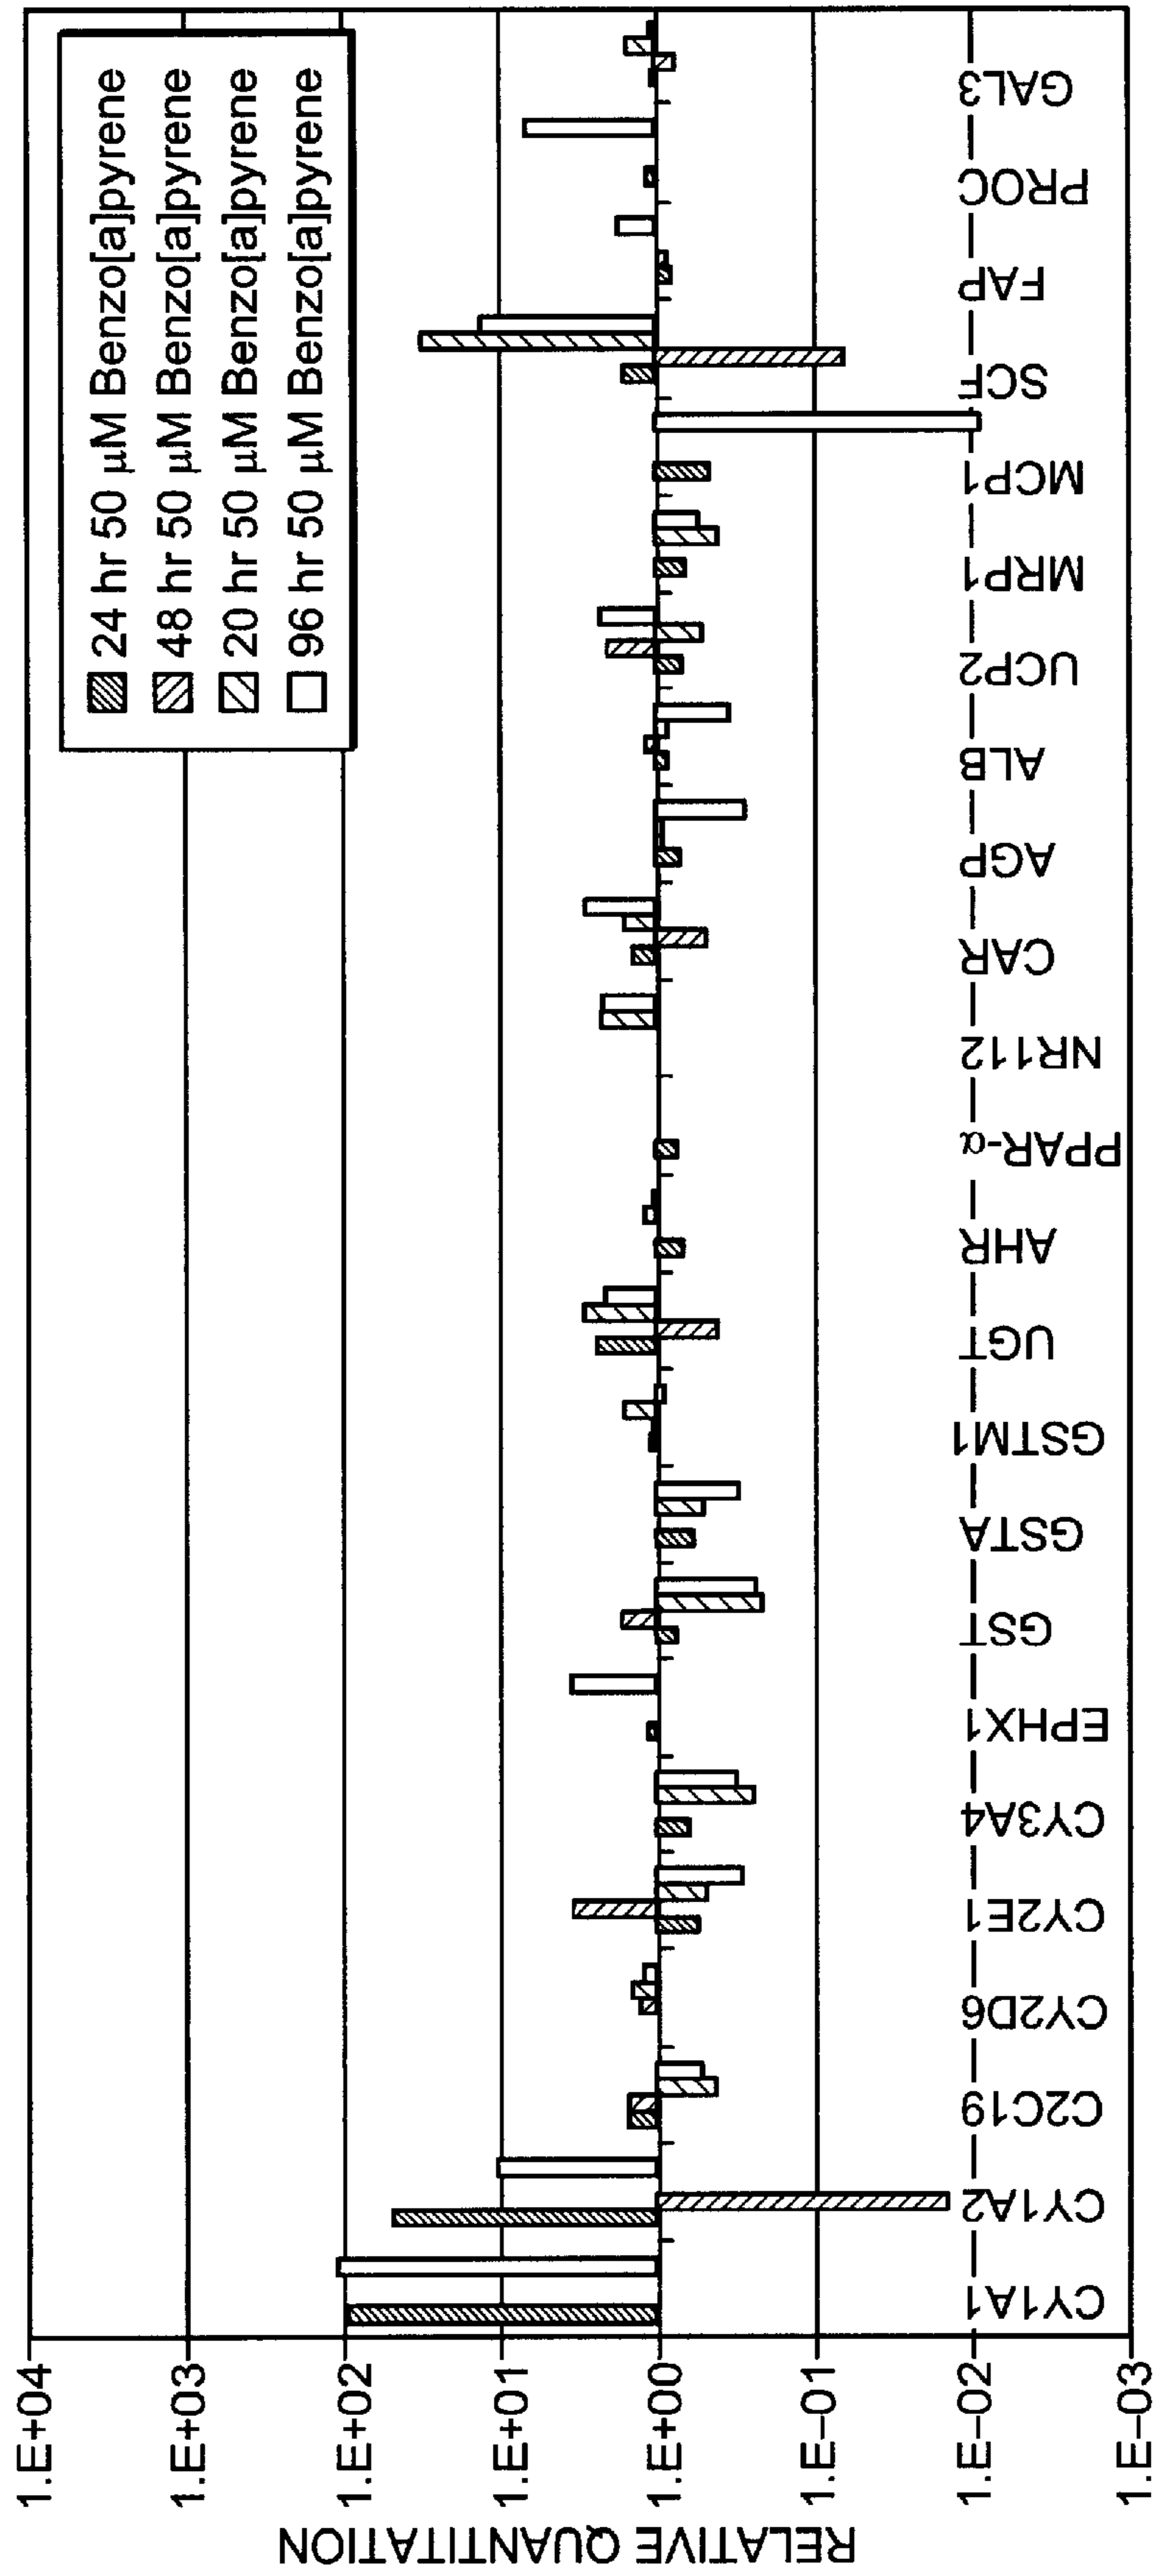 24 hr 50 µM Benzo[a]pyrene
48 hr 50 µM Benzo[a]pyrene
20 hr 50 µM Benzo[a]pyrene
96 hr 50 µM Benzo[a]pyrene
RELATIVE QUANTITATION
1.E+04
1.E+03
1.E+02
1.E+01
1.E+00
1.E–01
1.E–02
1.E–03
CY1A1
CY1A2
C2C19
CY2D6
CY2E1
CY3A4
EPHX1
GST
GSTA
GSTM1
UGT
AHR
PPAR-α
NR112
CAR
AGP
ALB
UCP2
MRP1
MCP1
SCF
FAP
PROC
GAL3